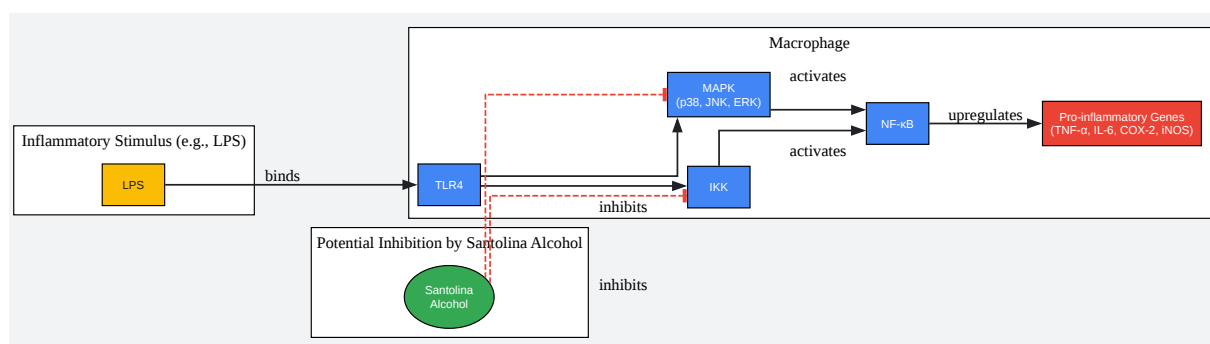 Macrophage
MAPK
(p38, JNK, ERK)
activates
NF-κB
upregulates
Pro-inflammatory Genes
(TNF-α, IL-6, COX-2, iNOS)
activates
Inflammatory Stimulus (e.g., LPS)
LPS
binds
TLR4
IKK
inhibits
Potential Inhibition by Santolina Alcohol
Santolina
Alcohol
inhibits